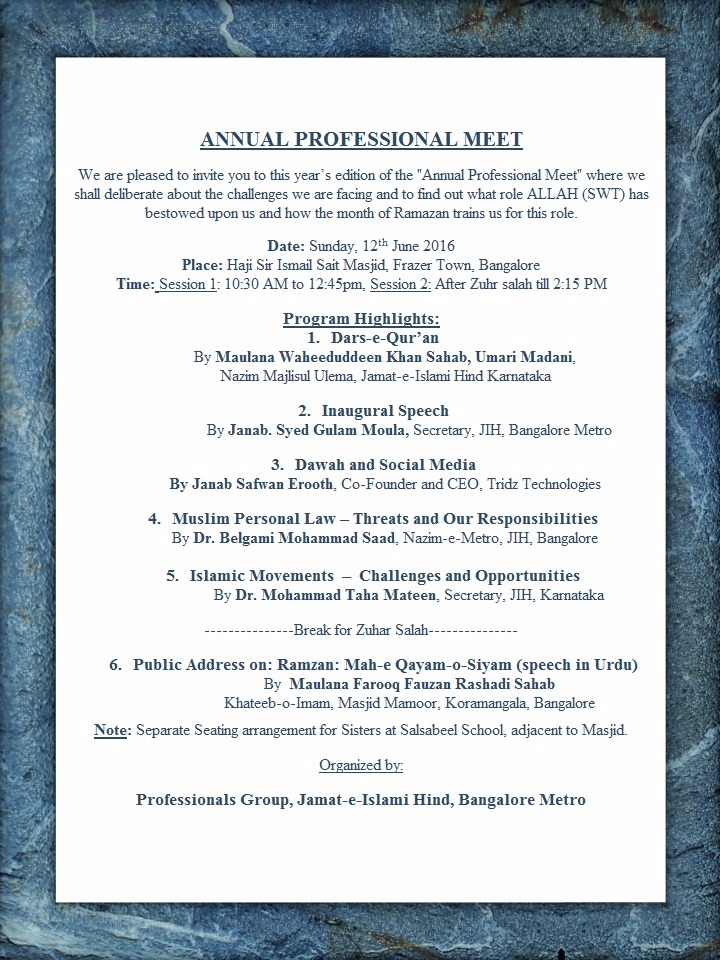 ANNUAL PROFESSIONAL MEET
We are pleased to invite you to this year's edition of the "Annual Professional Meet" where we
shall deliberate about the challenges we are facing and to find out what role ALLAH (SWT) has
bestowed upon us and how the month of Ramazan trains us for this role.
Date: Sunday, 12th June 2016
Place: Haji Sir Ismail Sait Masjid, Frazer Town, Bangalore
Time: Session 1: 10:30 AM to 12:45pm, Session 2: After Zuhr salah till 2:15 PM
Program Highlights:
1. Dars-e-Qur'an
By Maulana Waheeduddeen Khan Sahab, Umari Madani,
Nazim Majlisul Ulema, Jamat-e-Islami Hind Karnataka
2. Inaugural Speech
By Janab. Syed Gulam Moula, Secretary, JIH, Bangalore Metro
3. Dawah and Social Media
By Janab Safwan Erooth, Co-Founder and CEO, Tridz Technologies
4. Muslim Personal Law – Threats and Our Responsibilities
By Dr. Belgami Mohammad Saad, Nazim-e-Metro, JIH, Bangalore
5. Islamic Movements – Challenges and Opportunities
By Dr. Mohammad Taha Mateen, Secretary, JIH, Karnataka
---------------Break for Zuhar Salah---------------
6. Public Address on: Ramzan: Mah-e Qayam-o-Siyam (speech in Urdu)
By Maulana Farooq Fauzan Rashadi Sahab
Khateeb-o-Imam, Masjid Mamoor, Koramangala, Bangalore
Note: Separate Seating arrangement for Sisters at Salsabeel School, adjacent to Masjid.
Organized by:
Professionals Group, Jamat-e-Islami Hind, Bangalore Metro